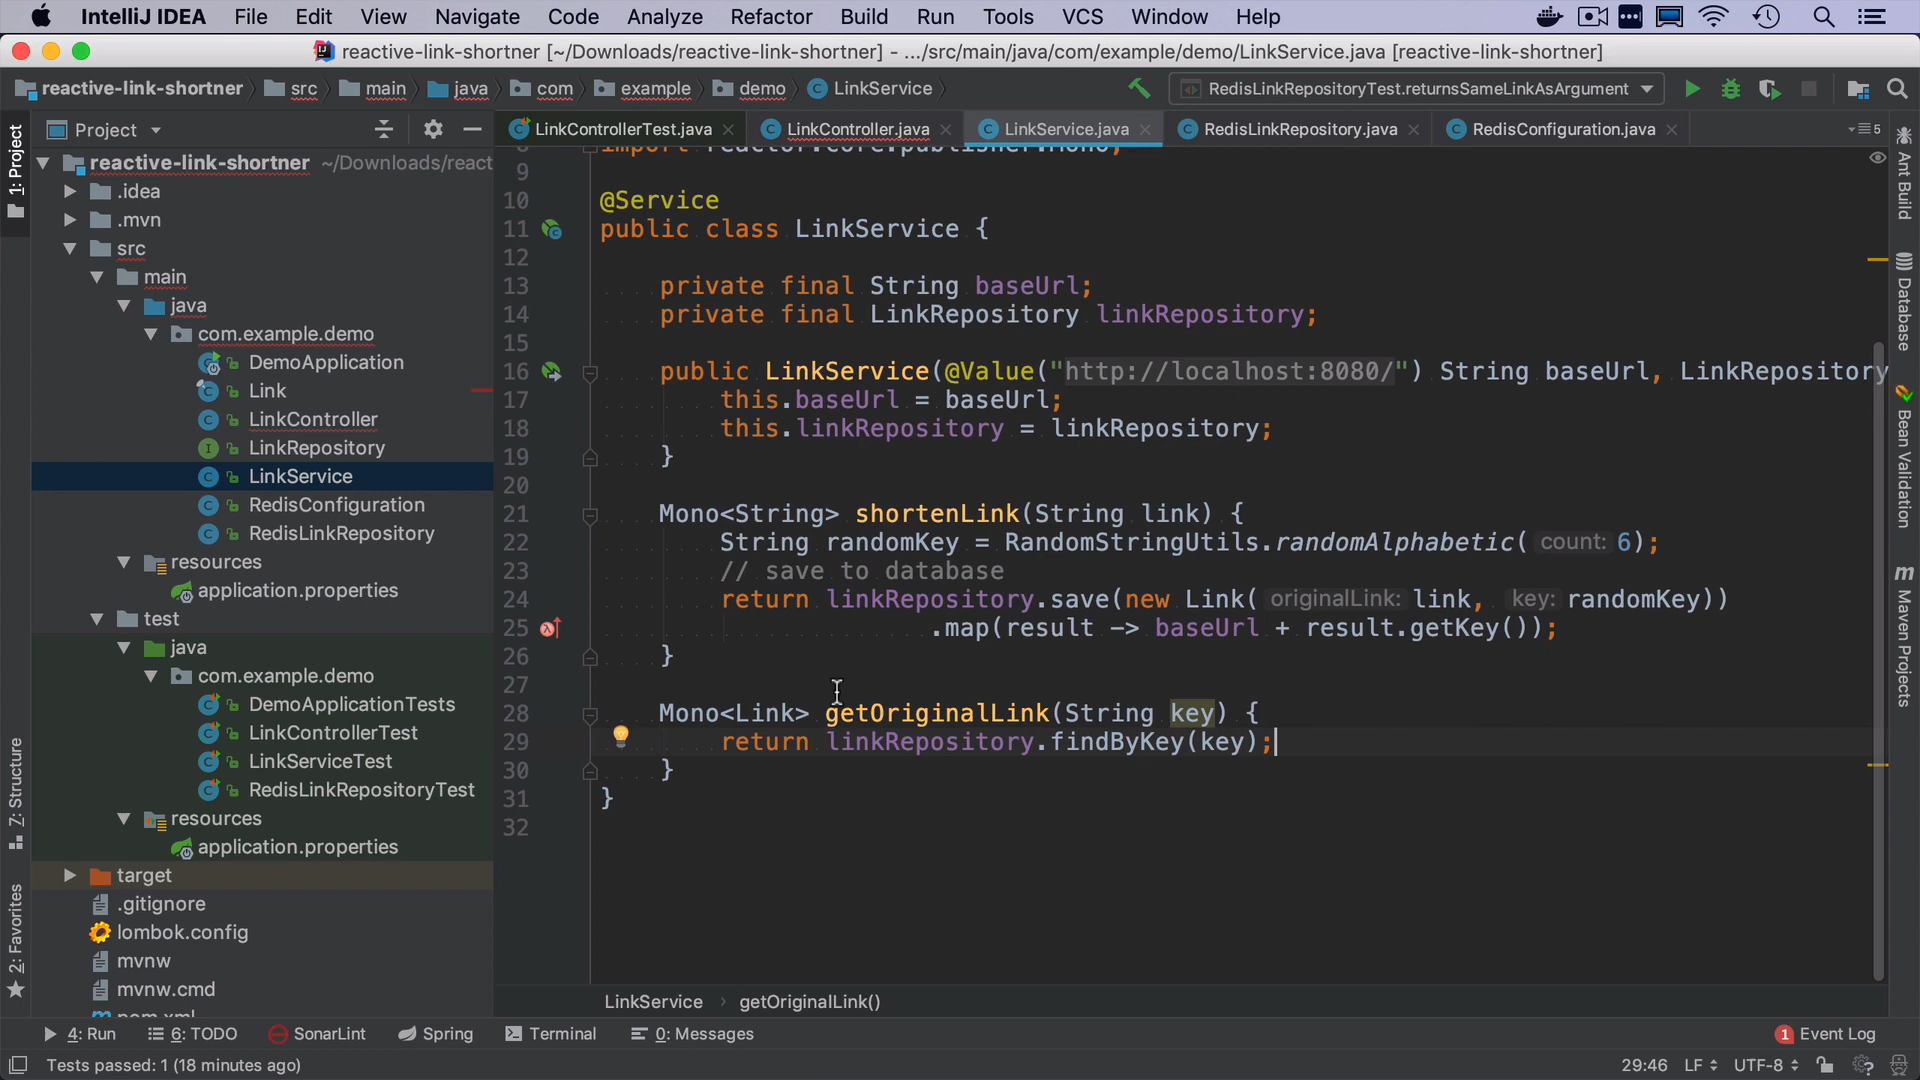 IntelliJ IDEA File Edit View Navigate Code Analyze Refactor Build Run Tools VCS Window Help
reactive-link-shortner [~/Downloads/reactive-link-shortner] - .../src/main/java/com/example/demo/LinkService.java [reactive-link-shortner]
reactive-link-shortner src main java com example demo LinkService RedisLinkRepositoryTest.returnsSameLinkAsArgument
Project
LinkControllerTest.java LinkController.java LinkService.java RedisLinkRepository.java RedisConfiguration.java 5
1: Project
Z: Structure
2: Favorites
reactive-link-shortner ~/Downloads/react
.idea
.mvn
src
main
java
com.example.demo
DemoApplication
Link
LinkController
LinkRepository
LinkService
RedisConfiguration
RedisLinkRepository
resources
application.properties
test
java
com.example.demo
DemoApplicationTests
LinkControllerTest
LinkServiceTest
RedisLinkRepositoryTest
resources
application.properties
target
.gitignore
lombok.config
mvnw
mvnw.cmd
pom.xml
8 import reactor.core.publisher.Mono;
9
10 @Service
11 public class LinkService {
12
13 private final String baseUrl;
14 private final LinkRepository linkRepository;
15
16 public LinkService(@Value("http://localhost:8080/") String baseUrl, LinkRepository
17 this.baseUrl = baseUrl;
18 this.linkRepository = linkRepository;
19 }
20
21 Mono<String> shortenLink(String link) {
22 String randomKey = RandomStringUtils.randomAlphabetic( count: 6);
23 // save to database
24 return linkRepository.save(new Link( originalLink: link, key: randomKey))
25 .map(result -> baseUrl + result.getKey());
26 }
27
28 Mono<Link> getOriginalLink(String key) {
29 return linkRepository.findByKey(key);
30 }
31 }
32
LinkService › getOriginalLink()
Ant Build
Database
Bean Validation
Maven Projects
4: Run 6: TODO SonarLint Spring Terminal 0: Messages 1 Event Log
Tests passed: 1 (18 minutes ago) 29:46 LF UTF-8